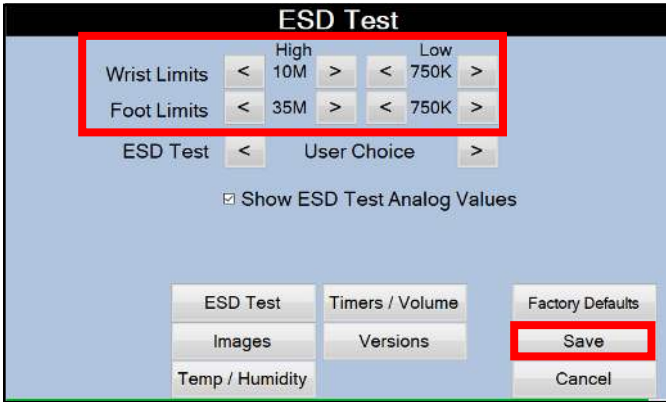 ESD Test
High Low
Wrist Limits < 10M > < 750K >
Foot Limits < 35M > < 750K >
ESD Test < User Choice >
Show ESD Test Analog Values
ESD Test Timers / Volume Factory Defaults
Images Versions Save
Temp / Humidity Cancel